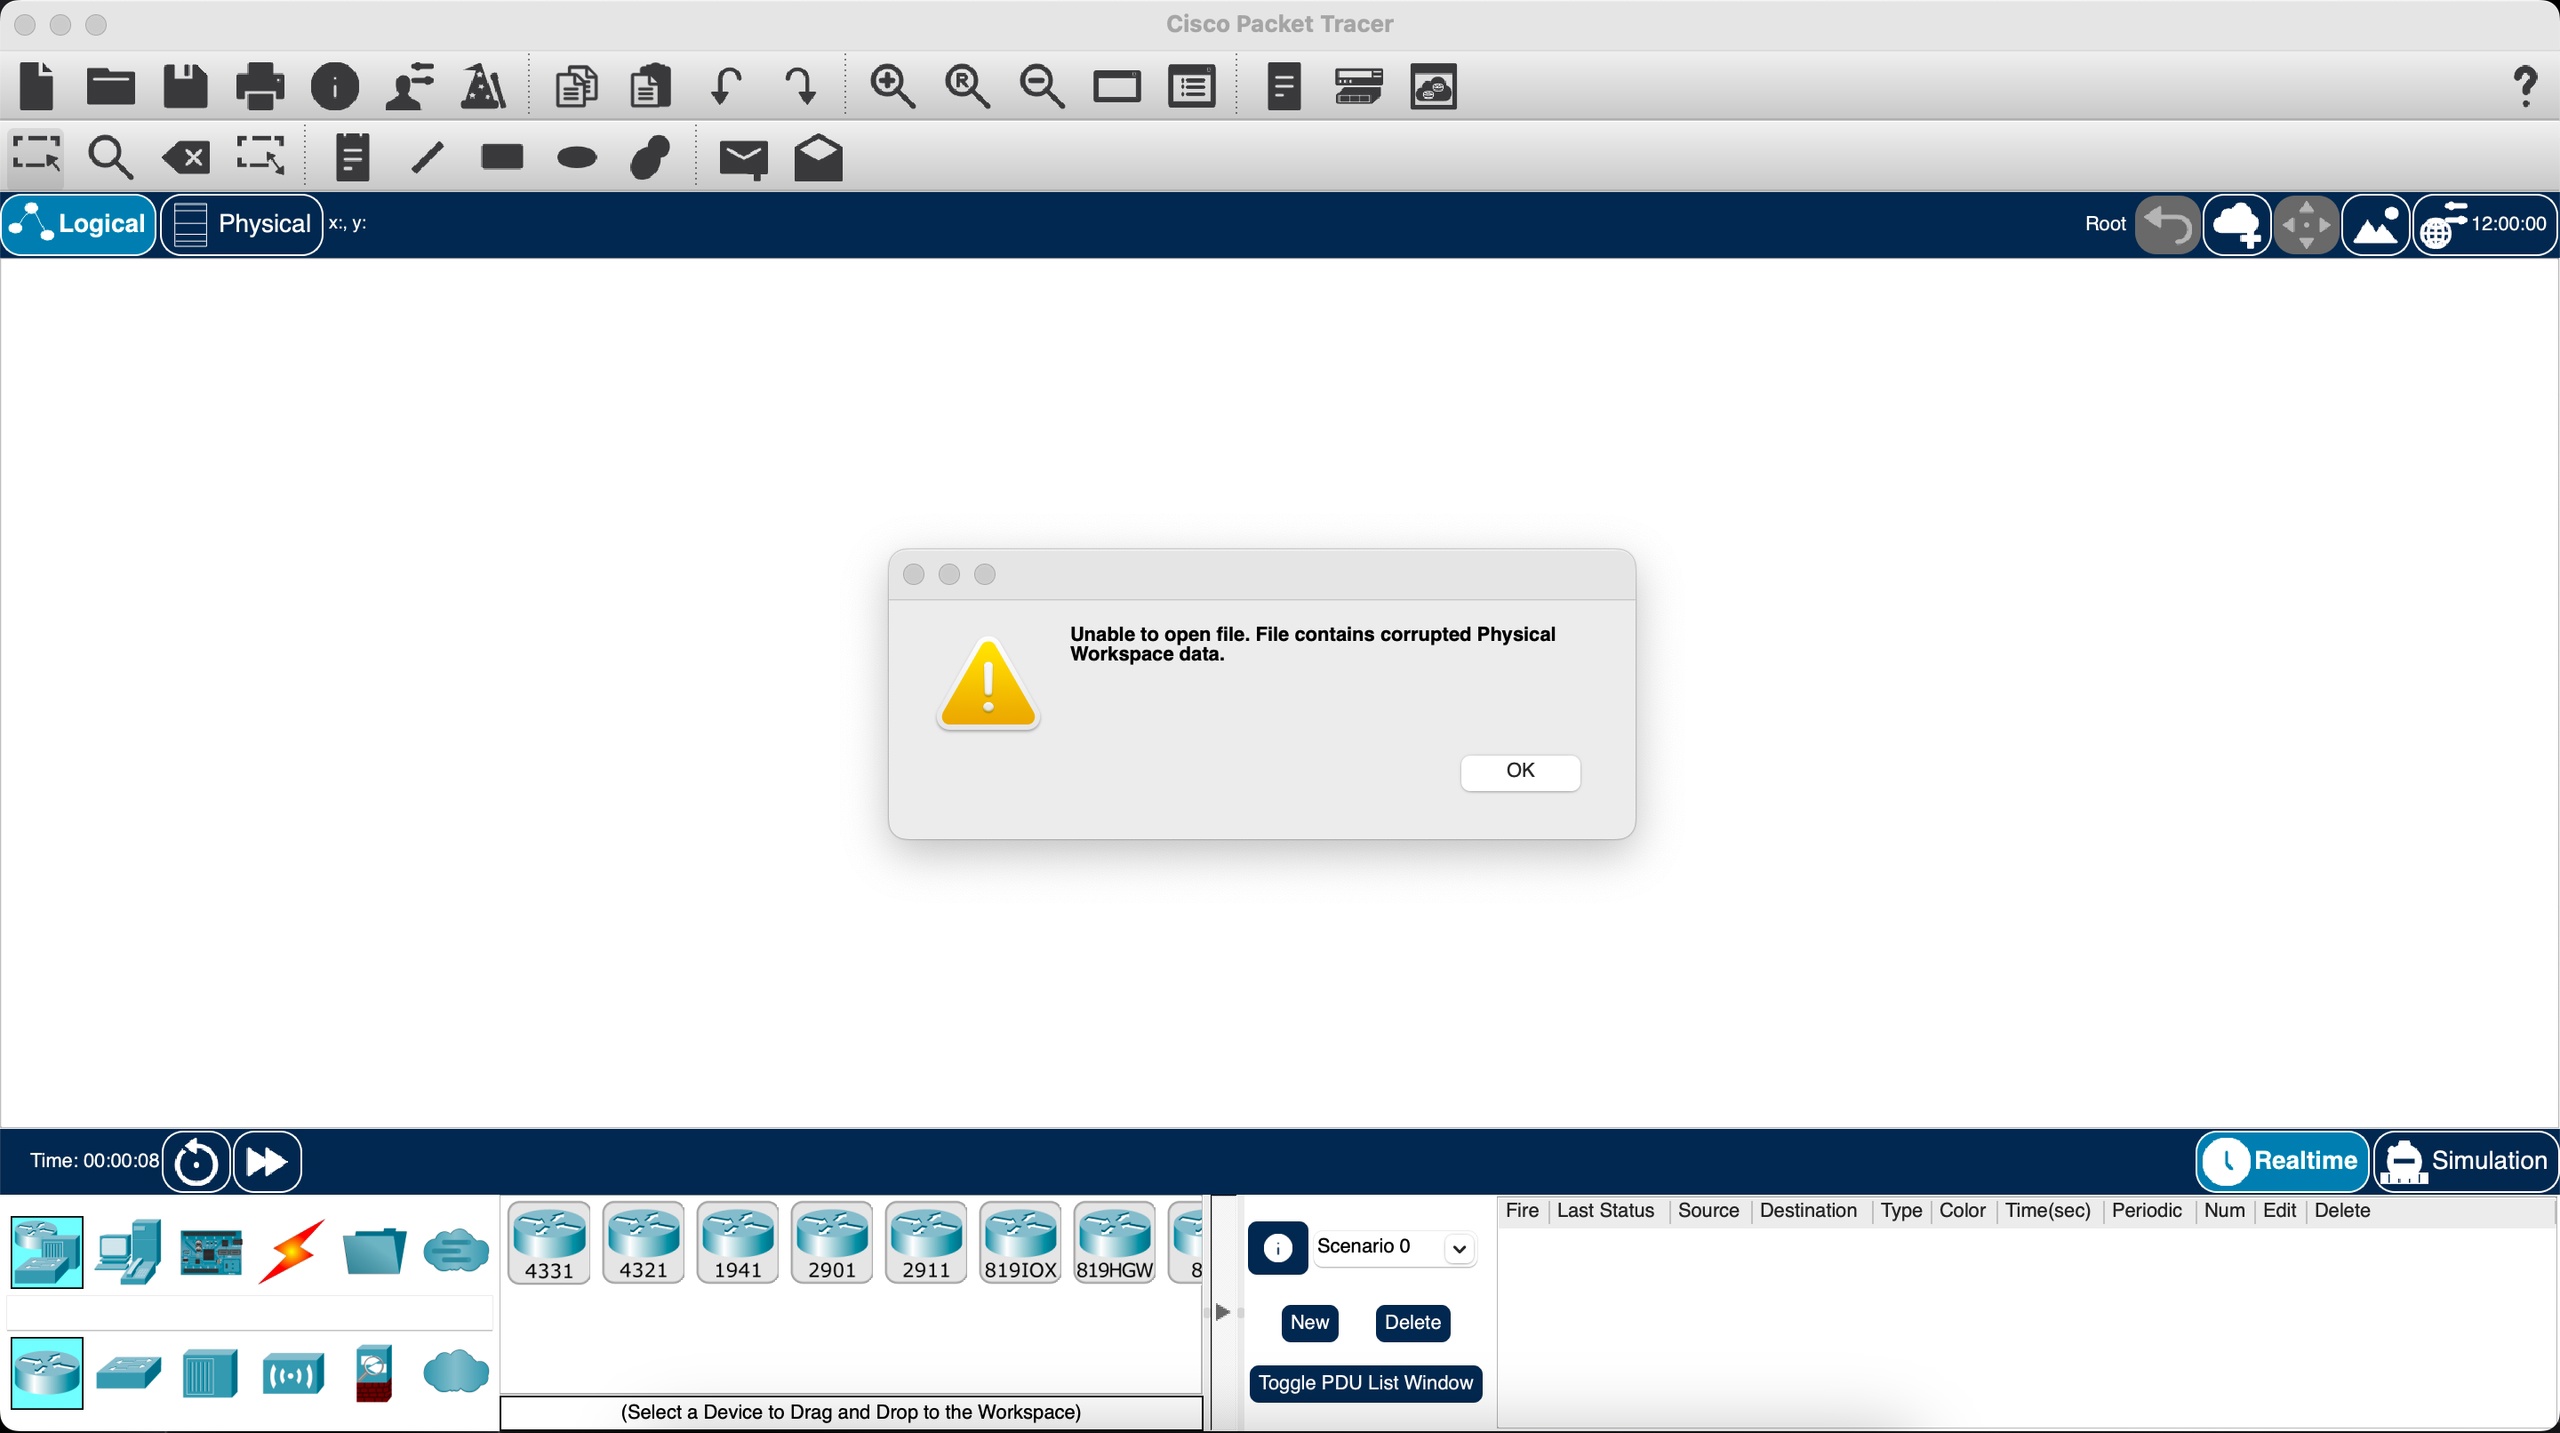 Cisco Packet Tracer
Logical
Physical
x:, y:
Root
12:00:00
Unable to open file. File contains corrupted Physical
Workspace data.
OK
Time: 00:00:08
Realtime
Simulation
4331
4321
1941
2901
2911
819IOX
819HGW
8
(Select a Device to Drag and Drop to the Workspace)
Scenario 0
New
Delete
Toggle PDU List Window
Fire Last Status Source Destination Type Color Time(sec) Periodic Num Edit Delete